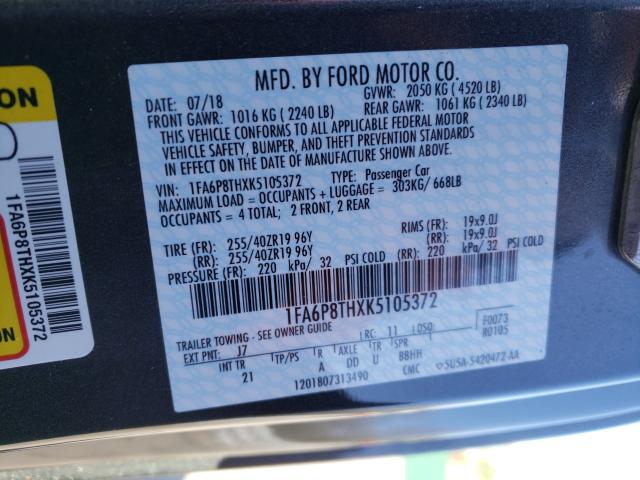 MFD. BY FORD MOTOR CO.
DATE: 07/18 GVWR: 2050 KG ( 4520 LB)
FRONT GAWR: 1016 KG ( 2240 LB) REAR GAWR: 1061 KG ( 2340 LB)
THIS VEHICLE CONFORMS TO ALL APPLICABLE FEDERAL MOTOR
VEHICLE SAFETY, BUMPER, AND THEFT PREVENTION STANDARDS
IN EFFECT ON THE DATE OF MANUFACTURE SHOWN ABOVE.
VIN: 1FA6P8THXK5105372 TYPE: Passenger Car
MAXIMUM LOAD = OCCUPANTS + LUGGAGE = 303KG/ 668LB
OCCUPANTS = 4 TOTAL; 2 FRONT, 2 REAR
TIRE (FR): 255/40ZR19 96Y RIMS (FR): 19x9.0J
(RR): 255/40ZR19 96Y (RR): 19x9.0J
PRESSURE (FR): 220 kPa/ 32 PSI COLD (RR): 220 kPa/ 32 PSI COLD
1FA6P8THXK5105372
TRAILER TOWING - SEE OWNER GUIDE RC: 11 DSO: F0073
EXT PNT: J7 R0105
INT TR TP/PS R AXLE TR SPR
21 A DD U BBHH
1201807313490 CMC ▽5U5A-5420472-AA
ION
1FA6P8THXK5105372